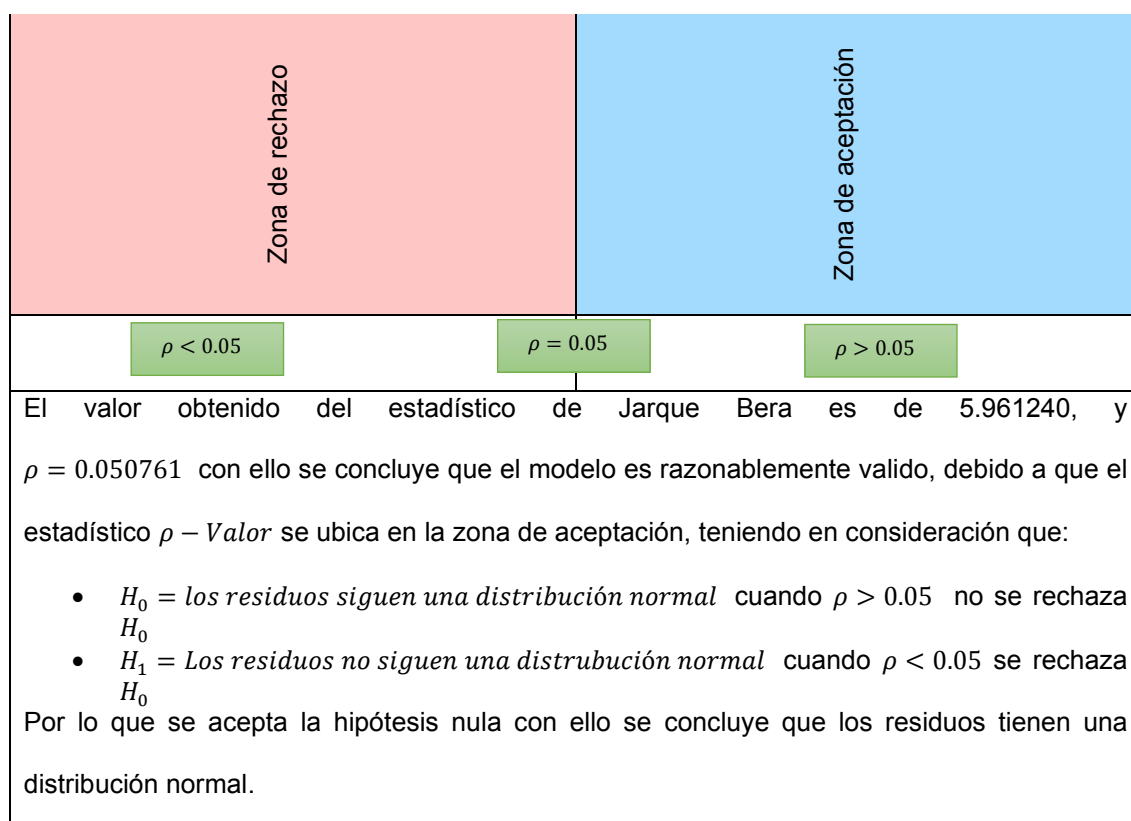 Zona de rechazo
Zona de aceptación
𝜌 < 0.05
𝜌 = 0.05
𝜌 > 0.05
El valor obtenido del estadístico de Jarque Bera es de 5.961240, y
𝜌 = 0.050761 con ello se concluye que el modelo es razonablemente valido, debido a que el
estadístico 𝜌 − Valor se ubica en la zona de aceptación, teniendo en consideración que:
• H₀ = los residuos siguen una distribución normal cuando 𝜌 > 0.05 no se rechaza
H₀
• H₁ = Los residuos no siguen una distrubución normal cuando 𝜌 < 0.05 se rechaza
H₀
Por lo que se acepta la hipótesis nula con ello se concluye que los residuos tienen una
distribución normal.